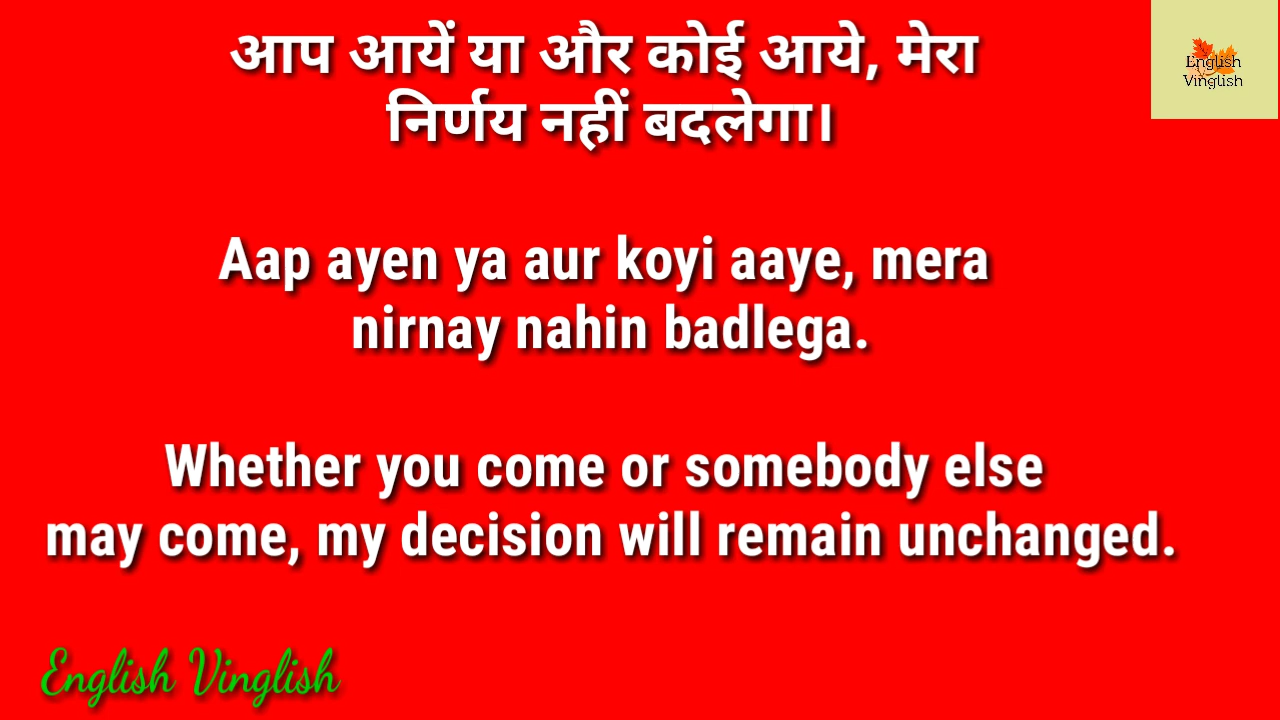 आप आयें या और कोई आये, मेरा
निर्णय नहीं बदलेगा।
Aap ayen ya aur koyi aaye, mera
nirnay nahin badlega.
Whether you come or somebody else
may come, my decision will remain unchanged.
English Vinglish
English
Vinglish